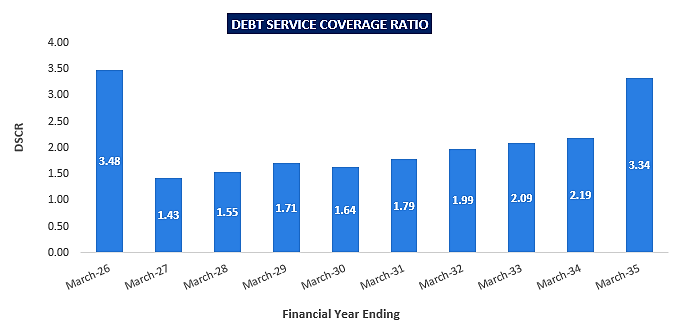 DEBT SERVICE COVERAGE RATIO
4.00
3.50
3.00
2.50
2.00
1.50
1.00
0.50
0.00
DSCR
3.48
1.43
1.55
1.71
1.64
1.79
1.99
2.09
2.19
3.34
March-26
March-27
March-28
March-29
March-30
March-31
March-32
March-33
March-34
March-35
Financial Year Ending